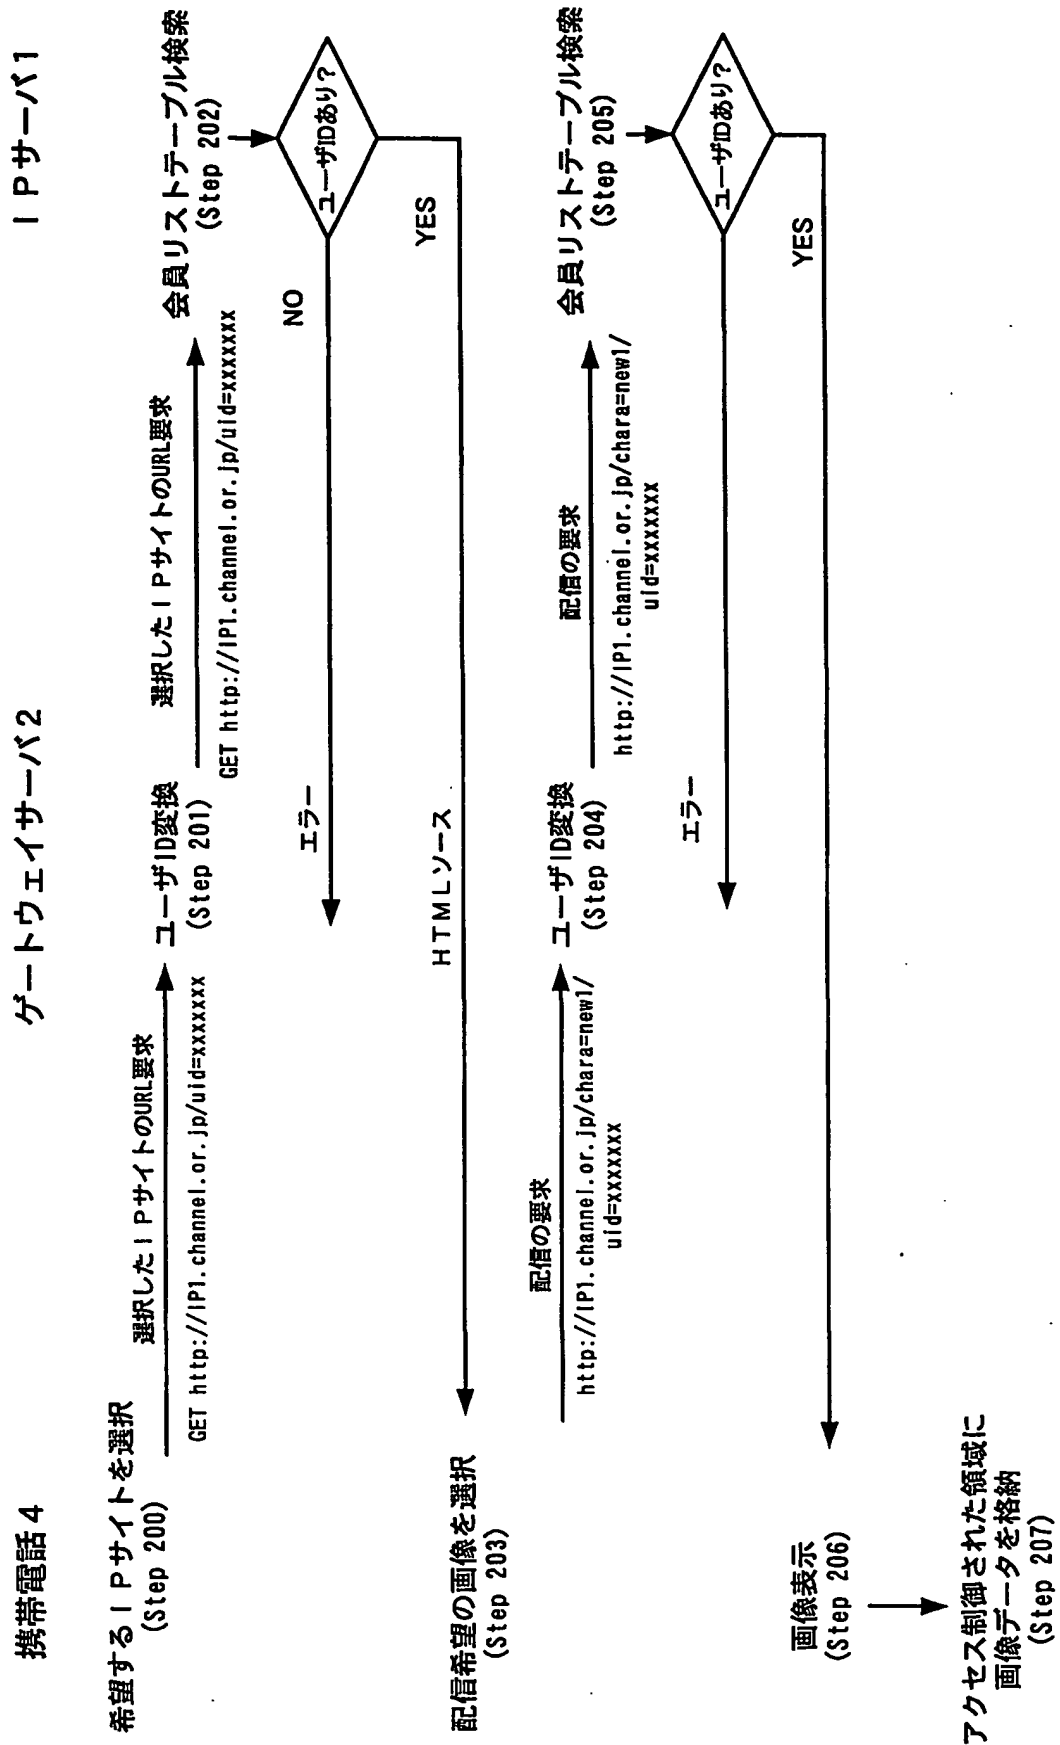 携帯電話4
ゲートウェイサーバ2
IPサーバ1
希望するIPサイトを選択
(Step 200)
選択したIPサイトのURL要求
GET http://IP1.channel.or.jp/uid=xxxxxxx
ユーザID変換
(Step 201)
選択したIPサイトのURL要求
GET http://IP1.channel.or.jp/uid=xxxxxxx
会員リストテーブル検索
(Step 202)
ユーザIDあり?
NO
エラー
YES
HTMLソース
配信希望の画像を選択
(Step 203)
配信の要求
http://IP1.channel.or.jp/chara=new1/
uid=xxxxxxx
ユーザID変換
(Step 204)
配信の要求
http://IP1.channel.or.jp/chara=new1/
uid=xxxxxxx
会員リストテーブル検索
(Step 205)
ユーザIDあり?
エラー
YES
画像表示
(Step 206)
アクセス制御された領域に
画像データを格納
(Step 207)